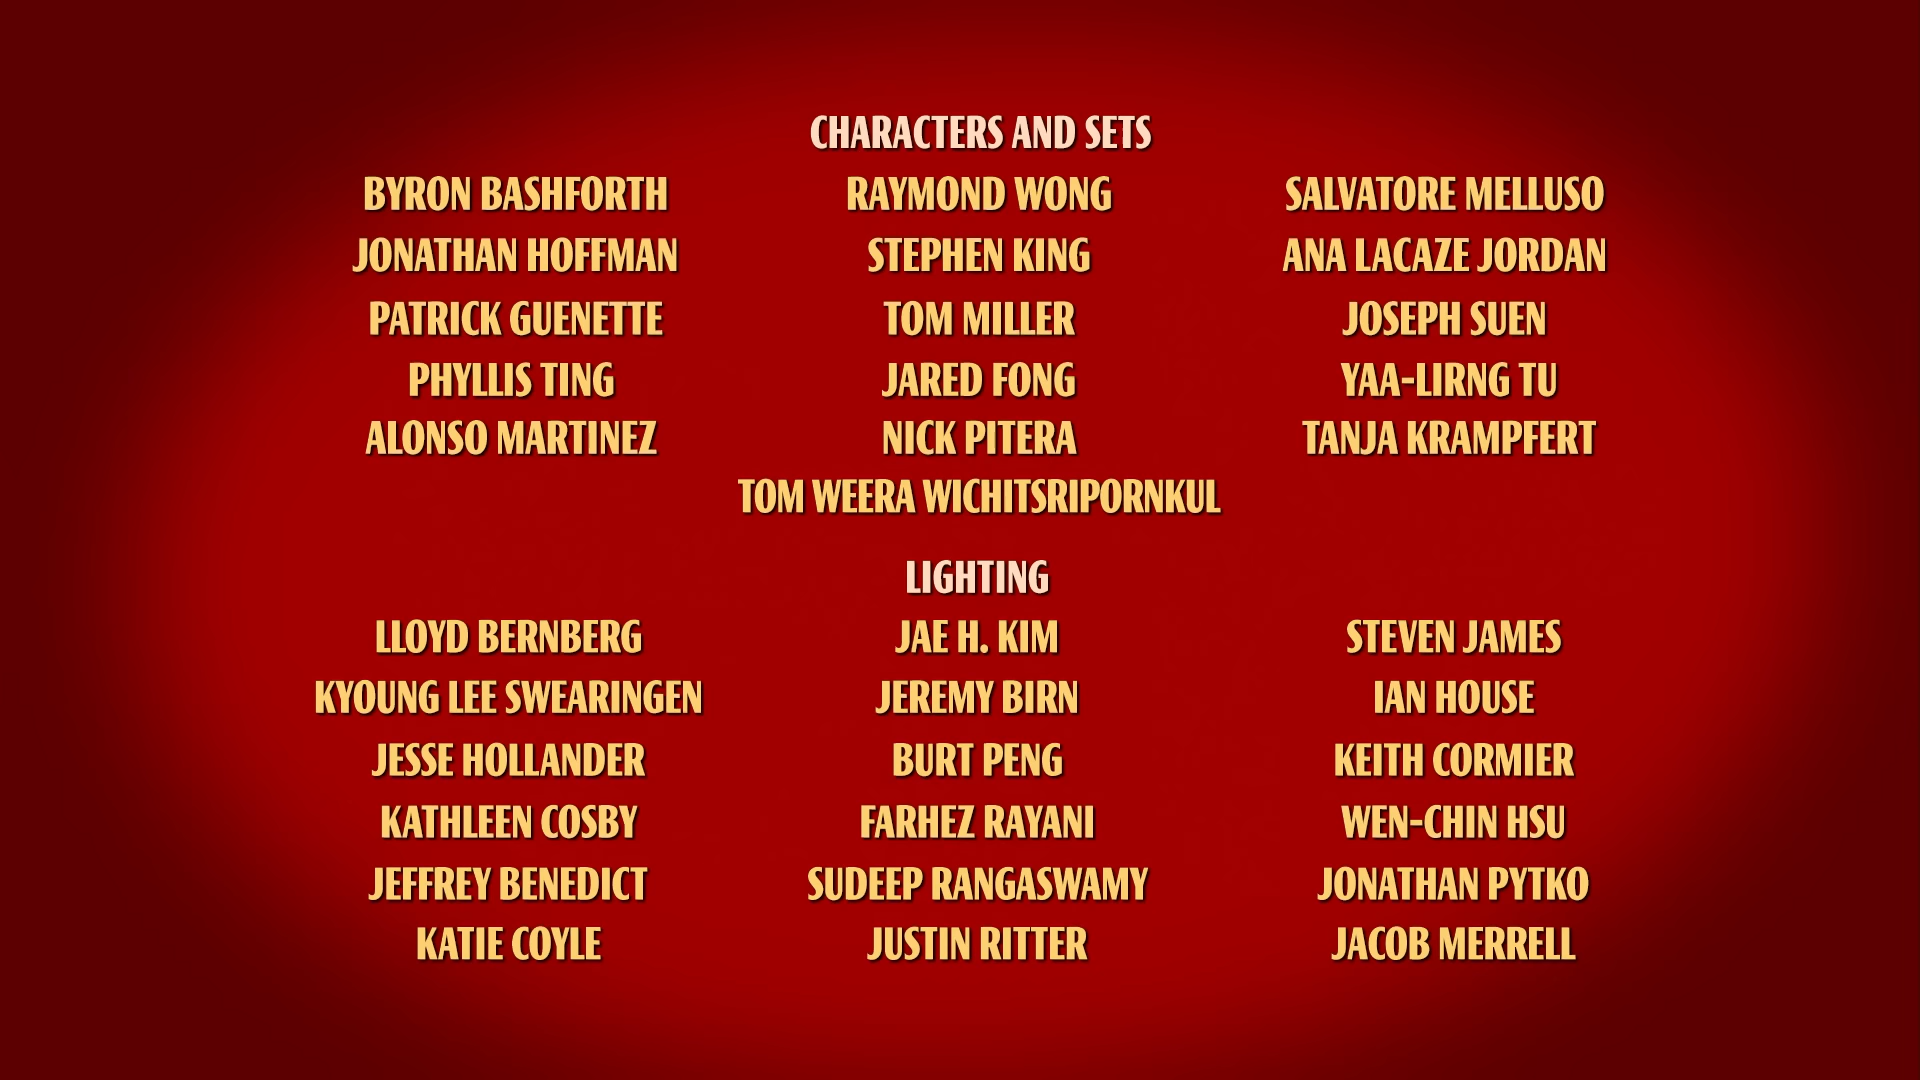 CHARACTERS AND SETS
BYRON BASHFORTH RAYMOND WONG SALVATORE MELLUSO
JONATHAN HOFFMAN STEPHEN KING ANA LACAZE JORDAN
PATRICK GUENETTE TOM MILLER JOSEPH SUEN
PHYLLIS TING JARED FONG YAA-LIRNG TU
ALONSO MARTINEZ NICK PITERA TANJA KRAMPFERT
TOM WEERA WICHITSRIPORNKUL
LIGHTING
LLOYD BERNBERG JAE H. KIM STEVEN JAMES
KYOUNG LEE SWEARINGEN JEREMY BIRN IAN HOUSE
JESSE HOLLANDER BURT PENG KEITH CORMIER
KATHLEEN COSBY FARHEZ RAYANI WEN-CHIN HSU
JEFFREY BENEDICT SUDEEP RANGASWAMY JONATHAN PYTKO
KATIE COYLE JUSTIN RITTER JACOB MERRELL